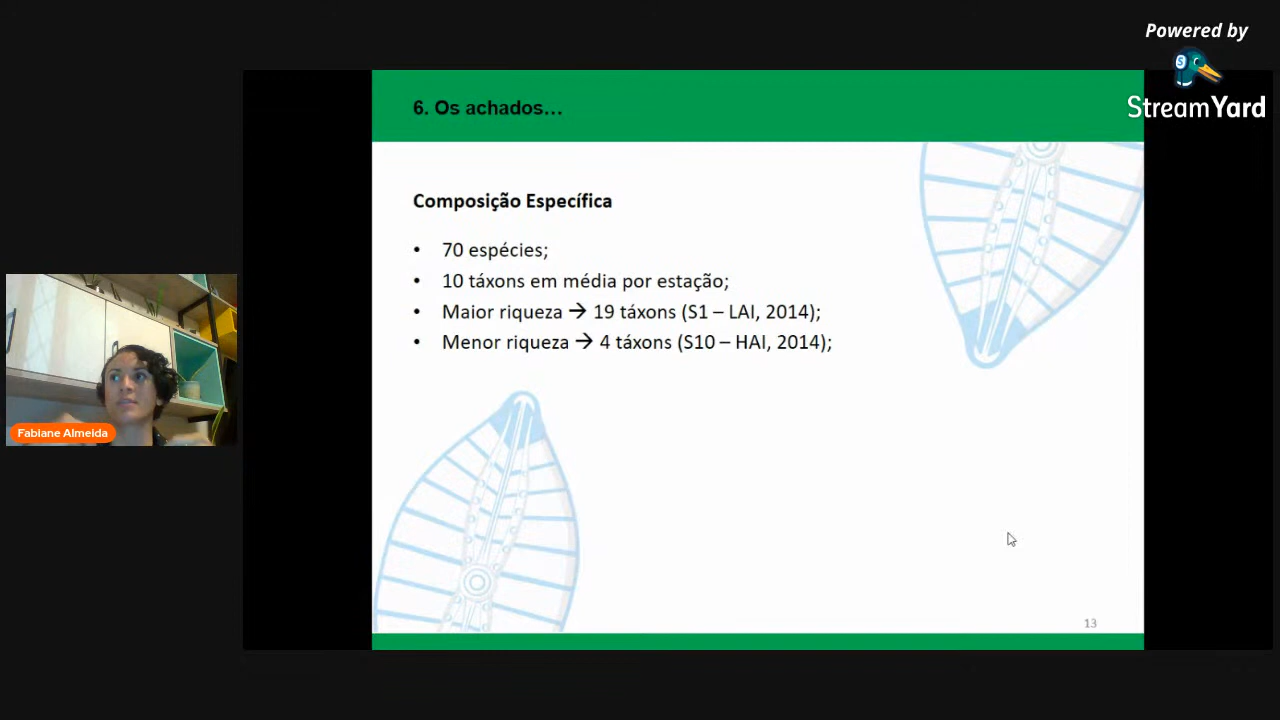 Powered by
StreamYard
6. Os achados...
Composição Específica
• 70 espécies;
• 10 táxons em média por estação;
• Maior riqueza → 19 táxons (S1 – LAI, 2014);
• Menor riqueza → 4 táxons (S10 – HAI, 2014);
Fabiane Almeida
13